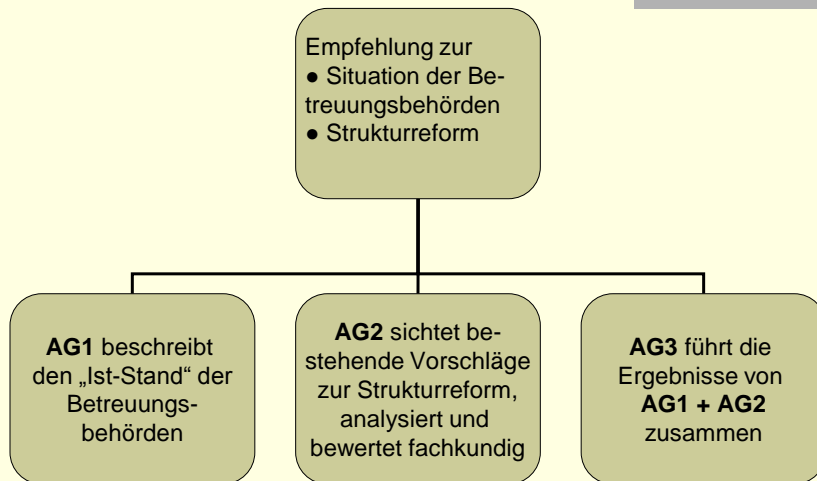 Empfehlung zur
● Situation der Be-
treuungsbehörden
● Strukturreform
AG1 beschreibt
den „Ist-Stand“ der
Betreuungs-
behörden
AG2 sichtet be-
stehende Vorschläge
zur Strukturreform,
analysiert und
bewertet fachkundig
AG3 führt die
Ergebnisse von
AG1 + AG2
zusammen